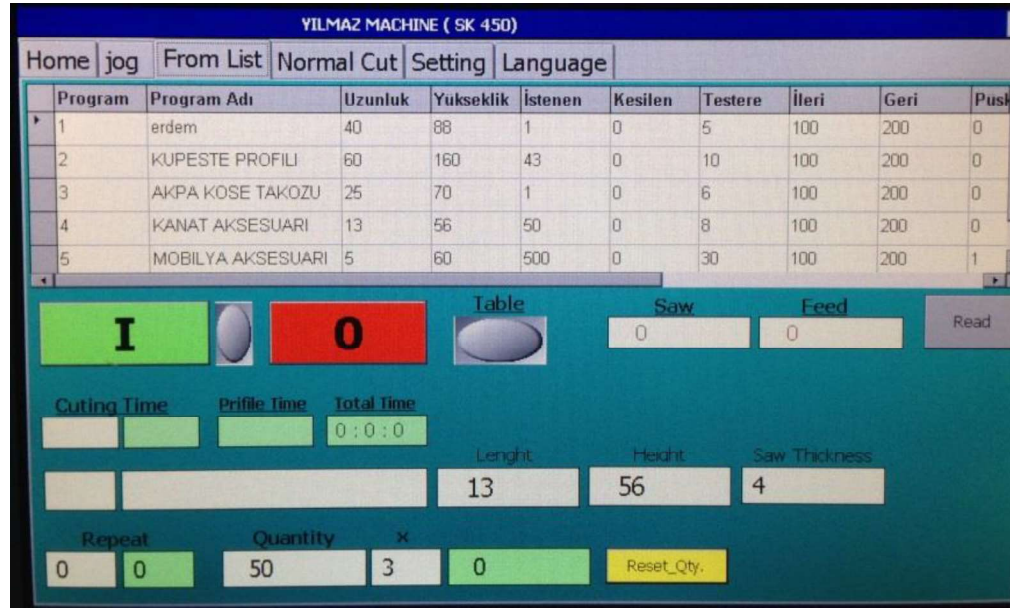 YILMAZ MACHINE ( SK 450)
Home jog From List Normal Cut Setting Language
Program Program Adı Uzunluk Yükseklik İstenen Kesilen Testere İleri Geri Pusk
1 erdem 40 88 1 0 5 100 200 0
2 KUPESTE PROFILI 60 160 43 0 10 100 200 0
3 AKPA KOSE TAKOZU 25 70 1 0 6 100 200 0
4 KANAT AKSESUARI 13 56 50 0 8 100 200 0
5 MOBILYA AKSESUARI 5 60 500 0 30 100 200 1
Table Saw Feed
I O 0 0 Read
Cuting Time Prifile Time Total Time
0 : 0 : 0
Lenght Height Saw Thickness
13 56 4
Repeat Quantity X
0 0 50 3 0 Reset_Qty.